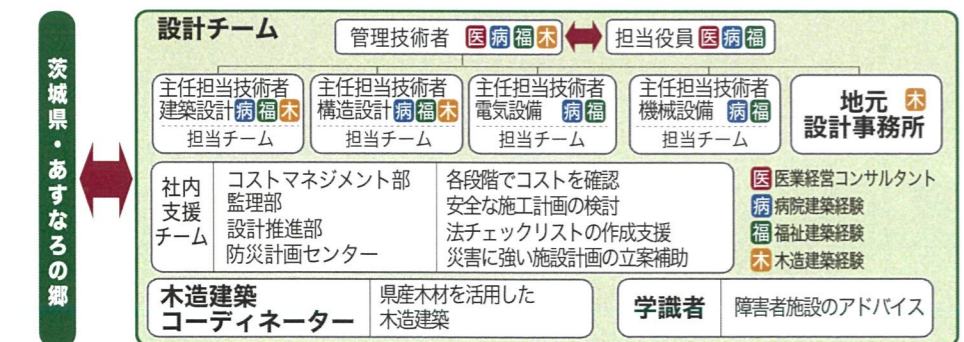 茨城県・あすなろの郷
設計チーム
管理技術者 医 病 福 木
担当役員 医 病 福
主任担当技術者
建築設計 病 福 木
担当チーム
主任担当技術者
構造設計 病 福 木
担当チーム
主任担当技術者
電気設備 病 福
担当チーム
主任担当技術者
機械設備 病 福
担当チーム
地元 木
設計事務所
社内
支援
チーム
コストマネジメント部
監理部
設計推進部
防災計画センター
各段階でコストを確認
安全な施工計画の検討
法チェックリストの作成支援
災害に強い施設計画の立案補助
医 医業経営コンサルタント
病 病院建築経験
福 福祉建築経験
木 木造建築経験
木造建築
コーディネーター
県産木材を活用した
木造建築
学識者
障害者施設のアドバイス